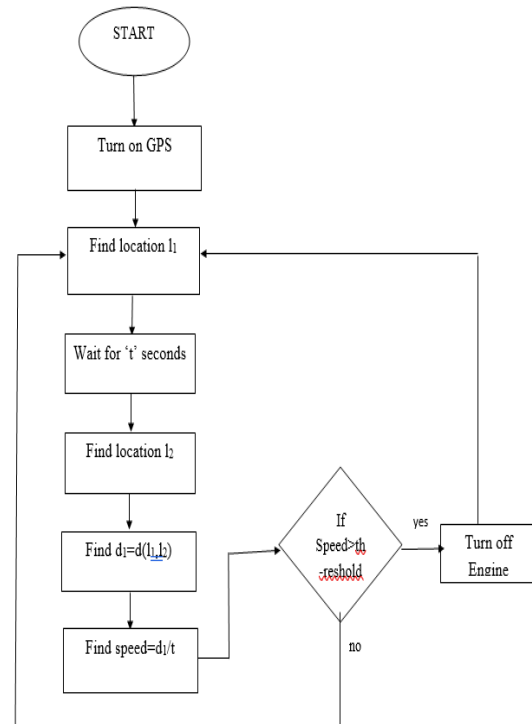 START
Turn on GPS
Find location l₁
Wait for ‘t’ seconds
Find location l₂
Find d₁=d(l₁,l₂)
Find speed=d₁/t
If
Speed>th
-reshold
yes
Turn off
Engine
no